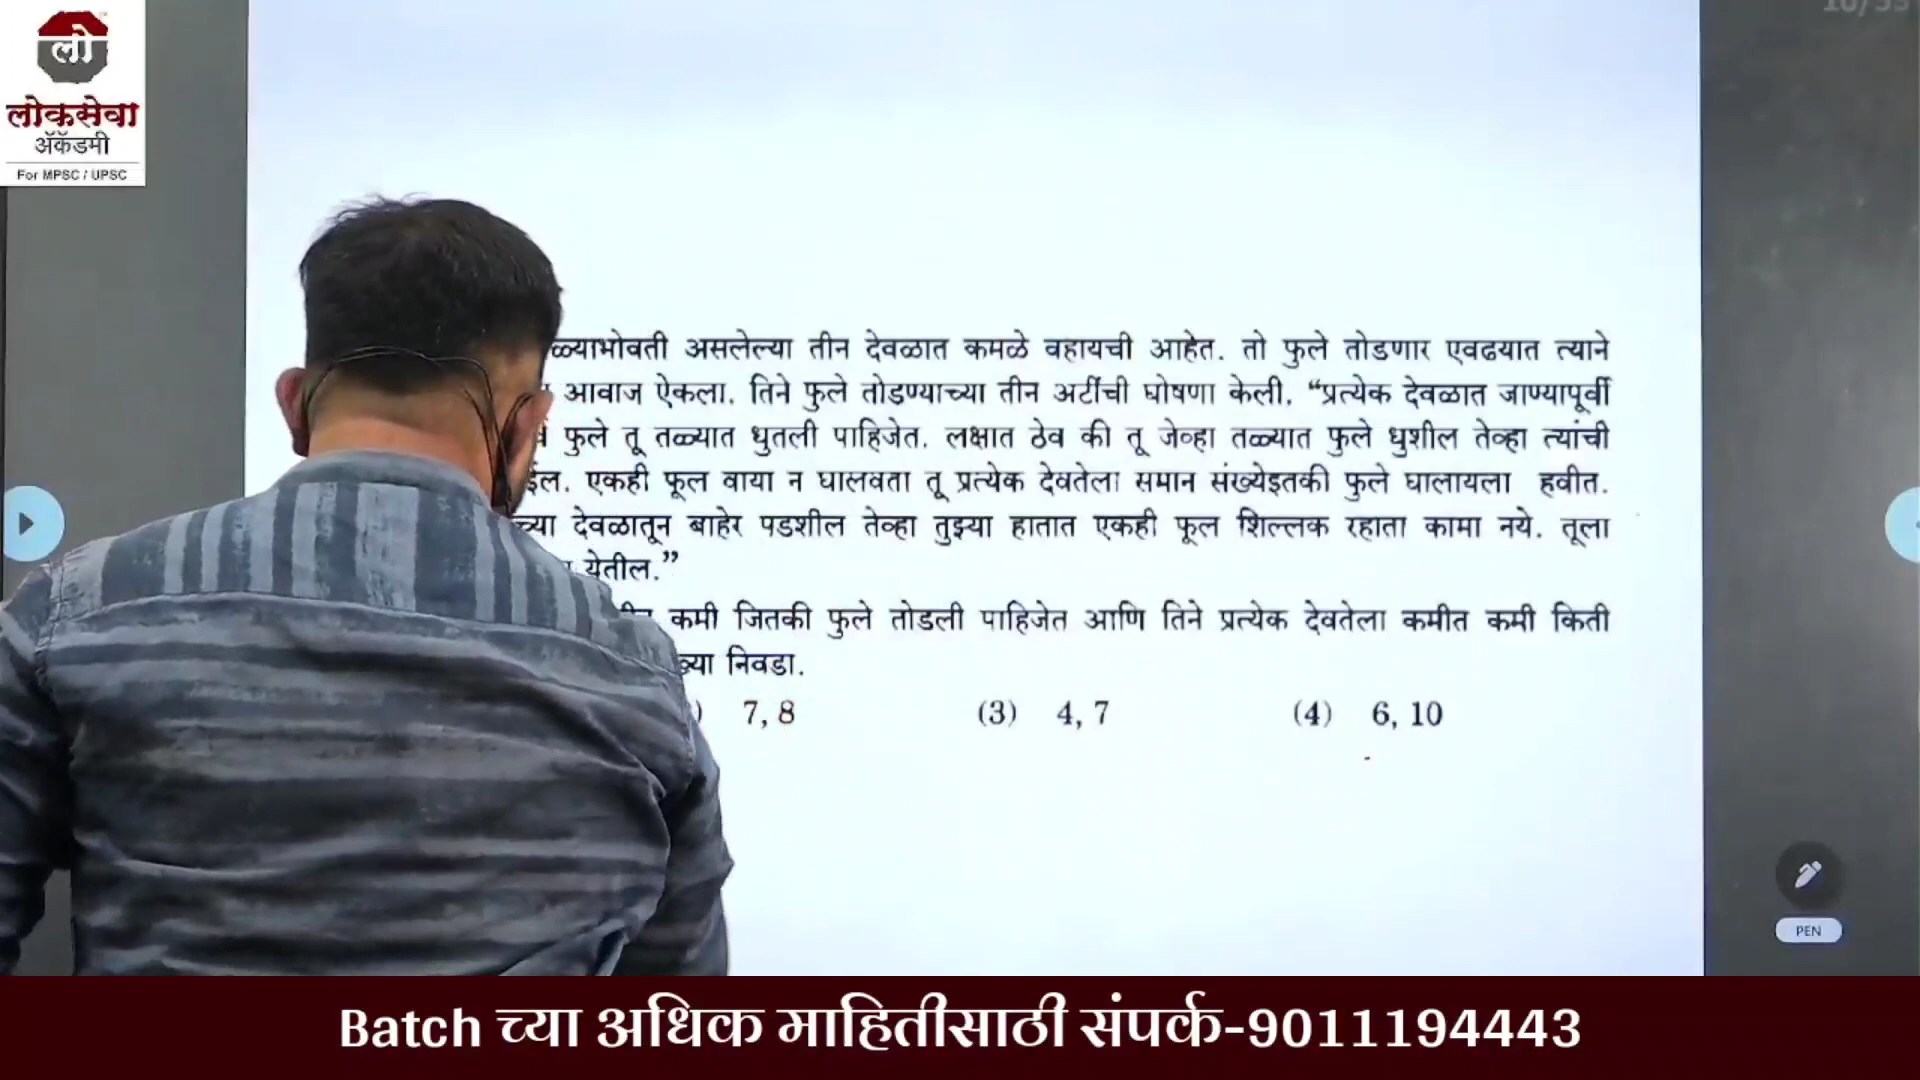 लो
लोकसेवा
ॲकॅडमी
For MPSC / UPSC
असलेल्या तीन देवळात कमळे वहायची आहेत. तो फुले तोडणार एवढयात त्याने
आवाज ऐकला. तिने फुले तोडण्याच्या तीन अटींची घोषणा केली. “प्रत्येक देवळात जाण्यापूर्वी
फुले तू तळ्यात धुतली पाहिजेत. लक्षात ठेव की तू जेव्हा तळ्यात फुले धुशील तेव्हा त्यांची
एकही फूल वाया न घालवता तू प्रत्येक देवतेला समान संख्येइतकी फुले घालायला हवीत.
देवळातून बाहेर पडशील तेव्हा तुझ्या हातात एकही फूल शिल्लक रहाता कामा नये. तूला
येतील.”
कमी जितकी फुले तोडली पाहिजेत आणि तिने प्रत्येक देवतेला कमीत कमी किती
निवडा.
7, 8 (3) 4, 7 (4) 6, 10
PEN
Batch च्या अधिक माहितीसाठी संपर्क-9011194443